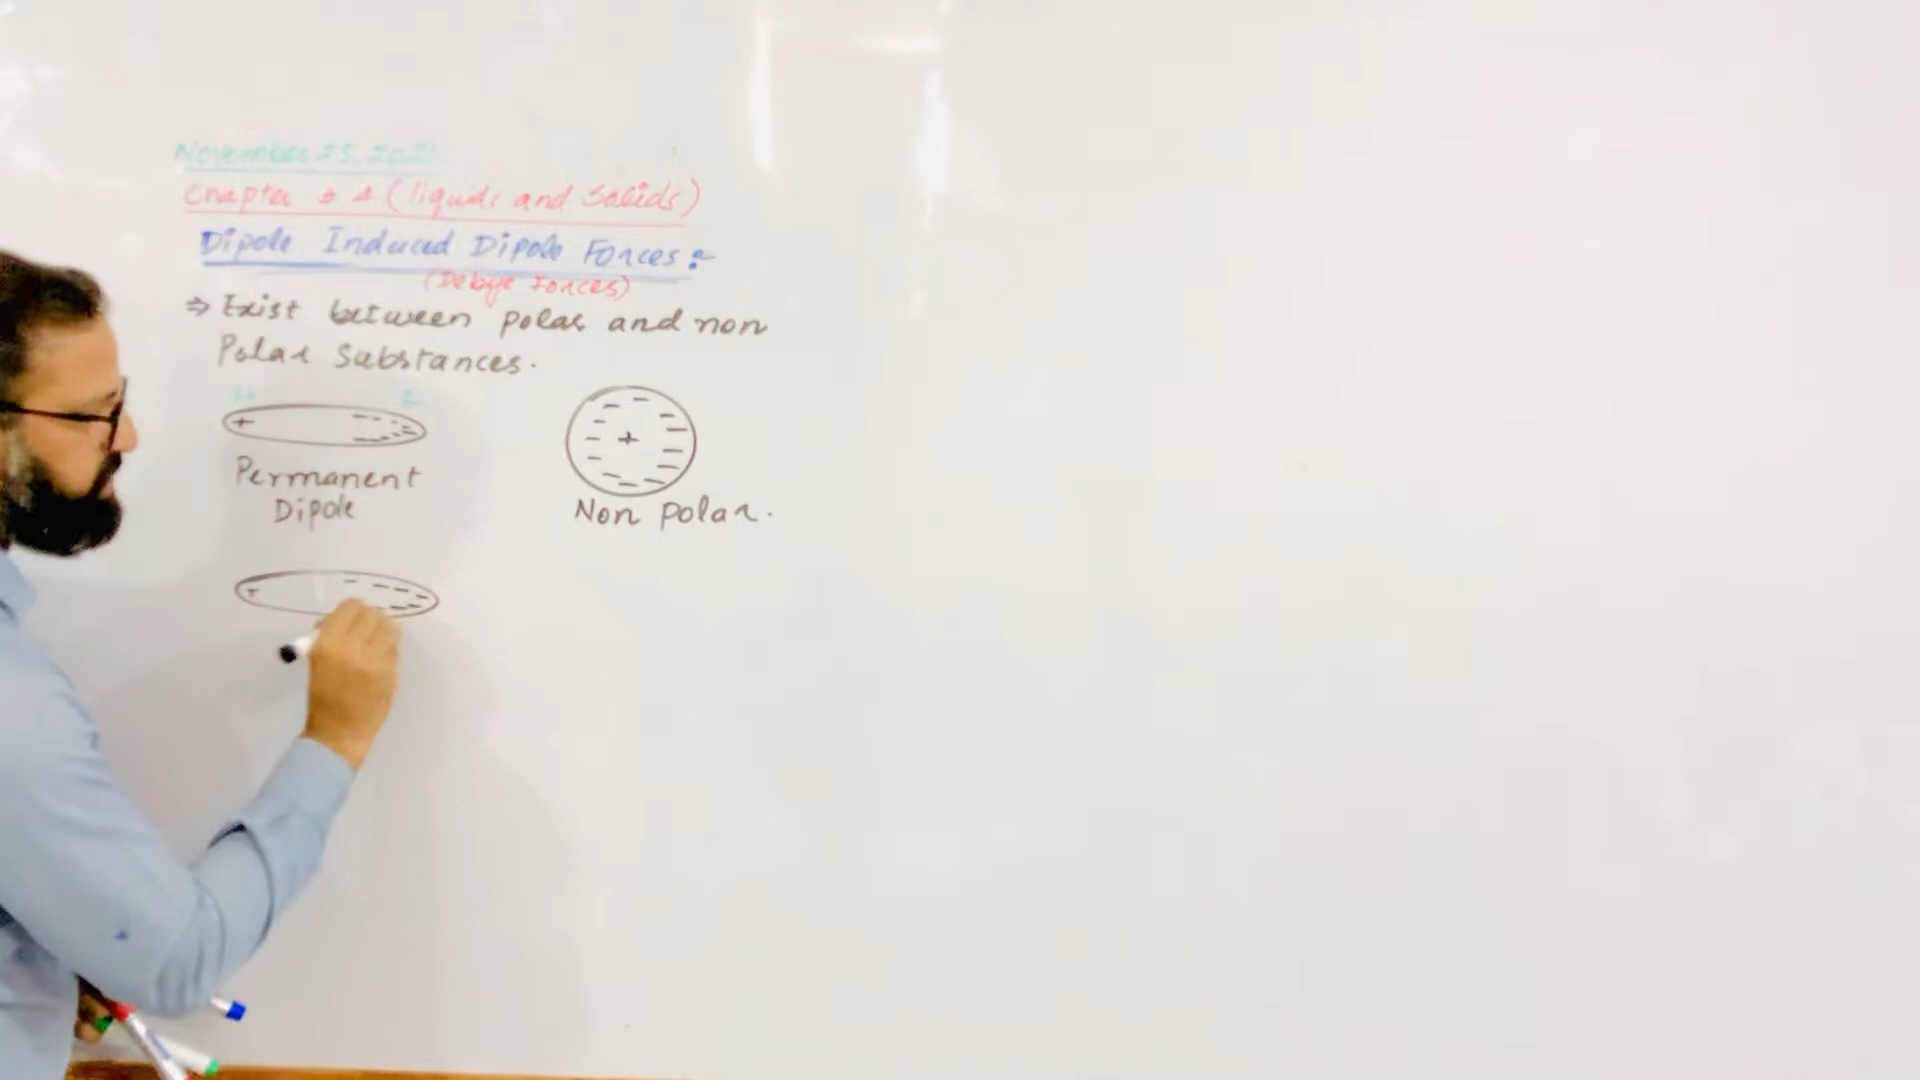 November 25, 2021
Chapter # 4 (liquids and Solids)
Dipole Induced Dipole Forces:-
(Debye Forces)
⇒ Exist between polar and non
Polar Substances.
δ+ δ-
+
+
Permanent
Dipole
Non polar.
+